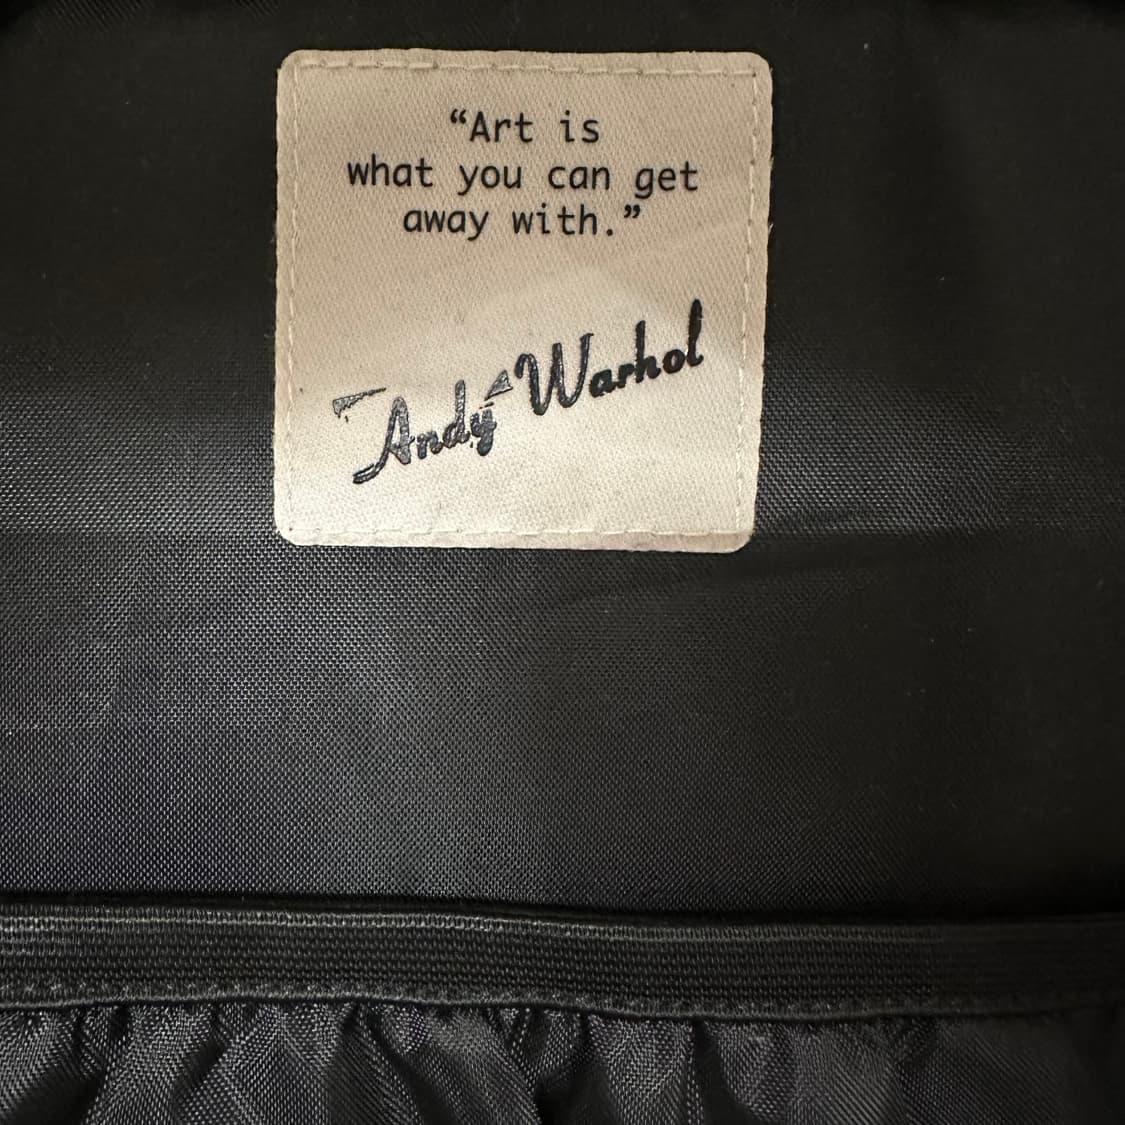 “Art is
what you can get
away with.”
Andy Warhol